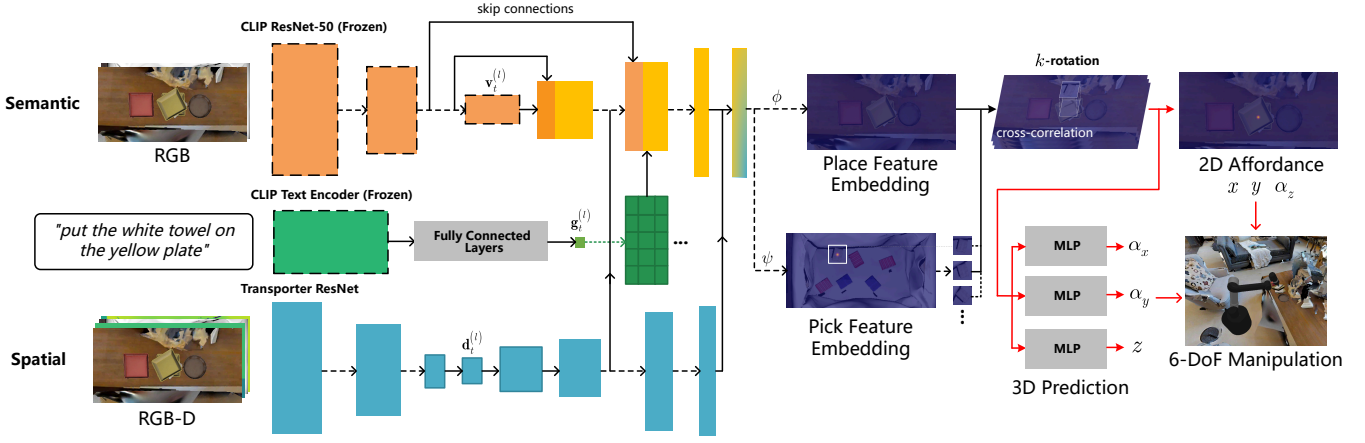 skip connections
CLIP ResNet-50 (Frozen)
Semantic
RGB
v_t^{(l)}
ϕ
k-rotation
cross-correlation
Place Feature
Embedding
2D Affordance
x y α_z
CLIP Text Encoder (Frozen)
"put the white towel on
the yellow plate"
Fully Connected
Layers
g_t^{(l)}
...
ψ
Pick Feature
Embedding
MLP
α_x
MLP
α_y
MLP
z
3D Prediction
6-DoF Manipulation
Transporter ResNet
Spatial
RGB-D
d_t^{(l)}